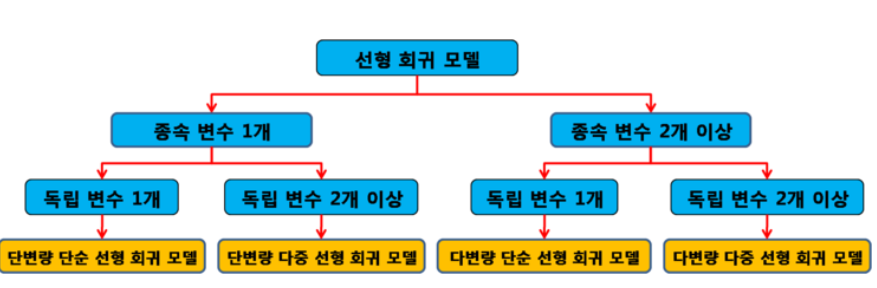 선형 회귀 모델
종속 변수 1개
종속 변수 2개 이상
독립 변수 1개
독립 변수 2개 이상
독립 변수 1개
독립 변수 2개 이상
단변량 단순 선형 회귀 모델
단변량 다중 선형 회귀 모델
다변량 단순 선형 회귀 모델
다변량 다중 선형 회귀 모델